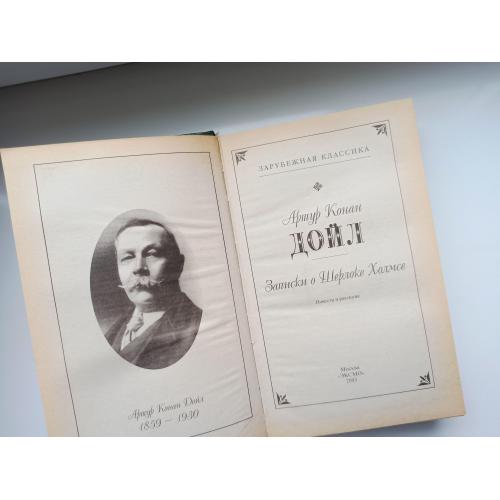 Артур Конан Дойл
1859 — 1930
ЗАРУБЕЖНАЯ КЛАССИКА
Артур Конан
ДОЙЛ
Записки о Шерлоке Холмсе
Повести и рассказы
Москва
«ЭКСМО»